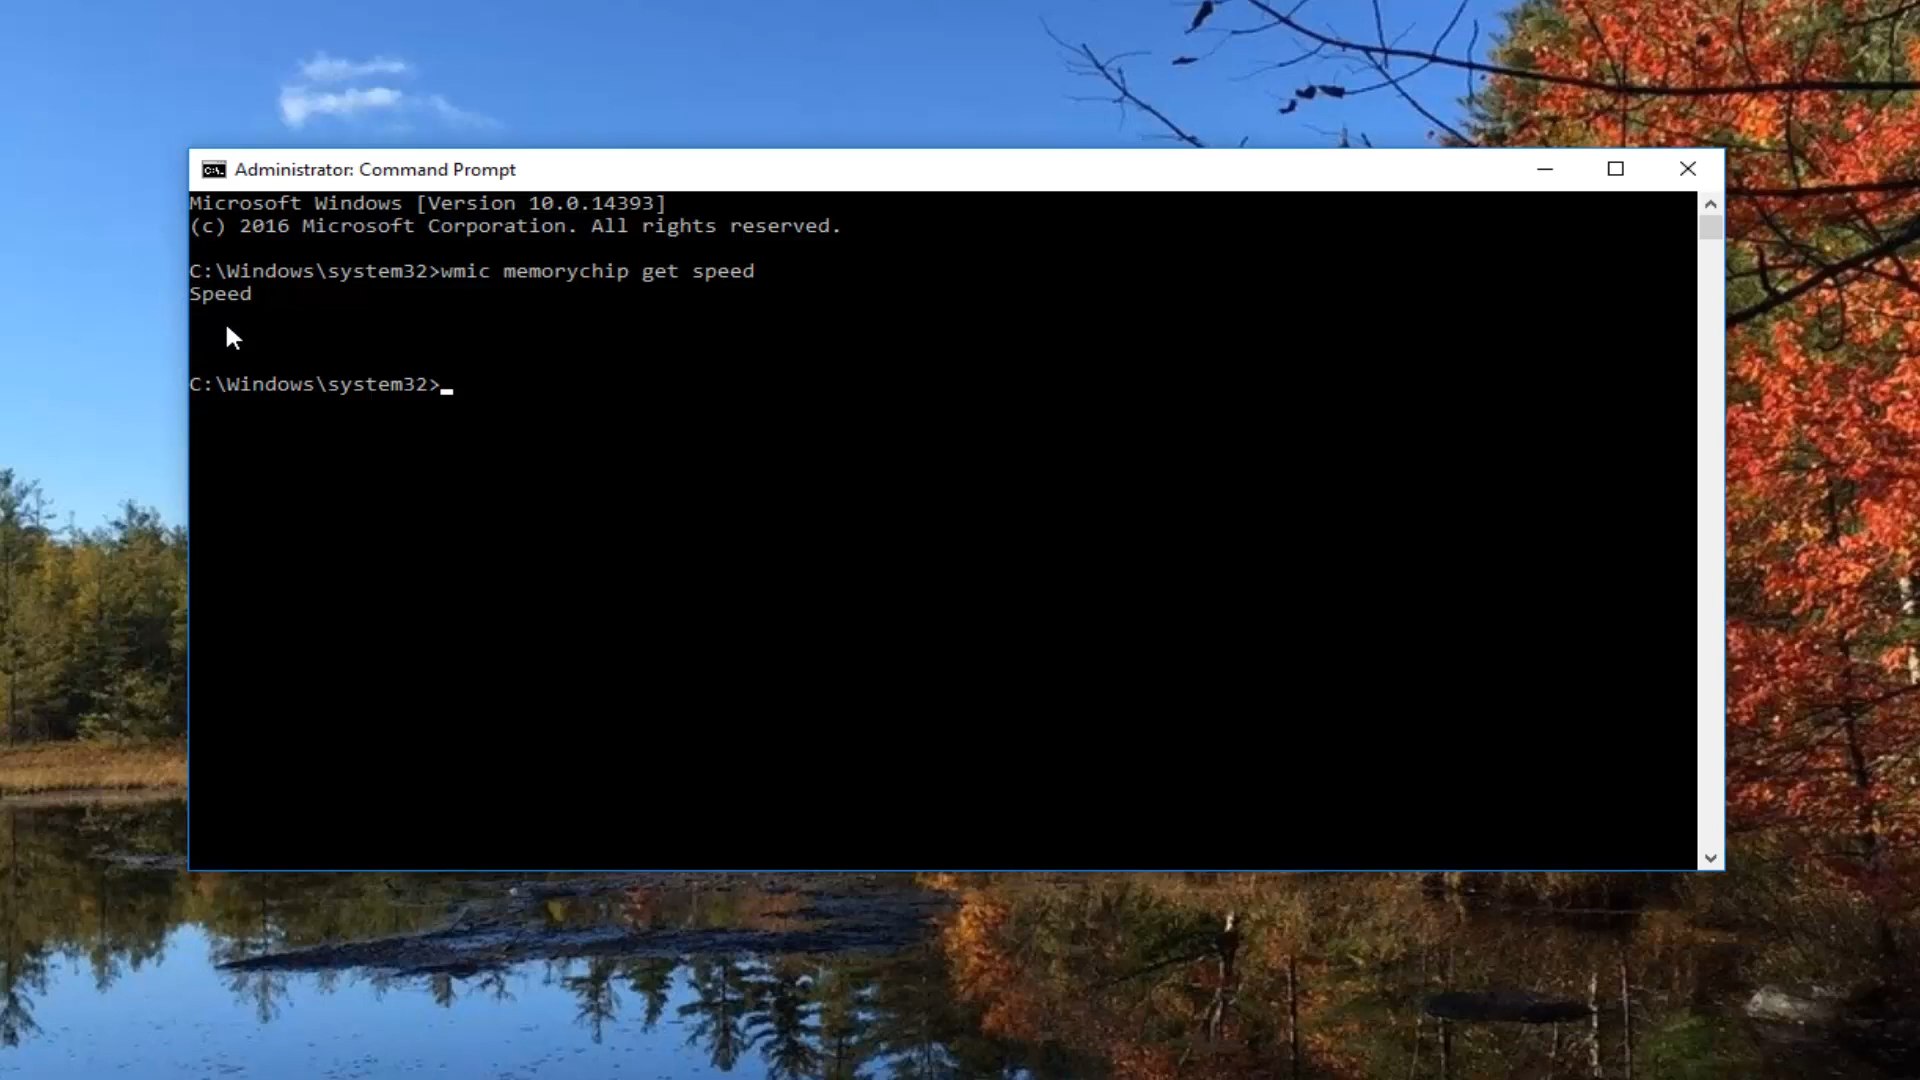 Administrator: Command Prompt
Microsoft Windows [Version 10.0.14393]
(c) 2016 Microsoft Corporation. All rights reserved.
C:\Windows\system32>wmic memorychip get speed
Speed
C:\Windows\system32>